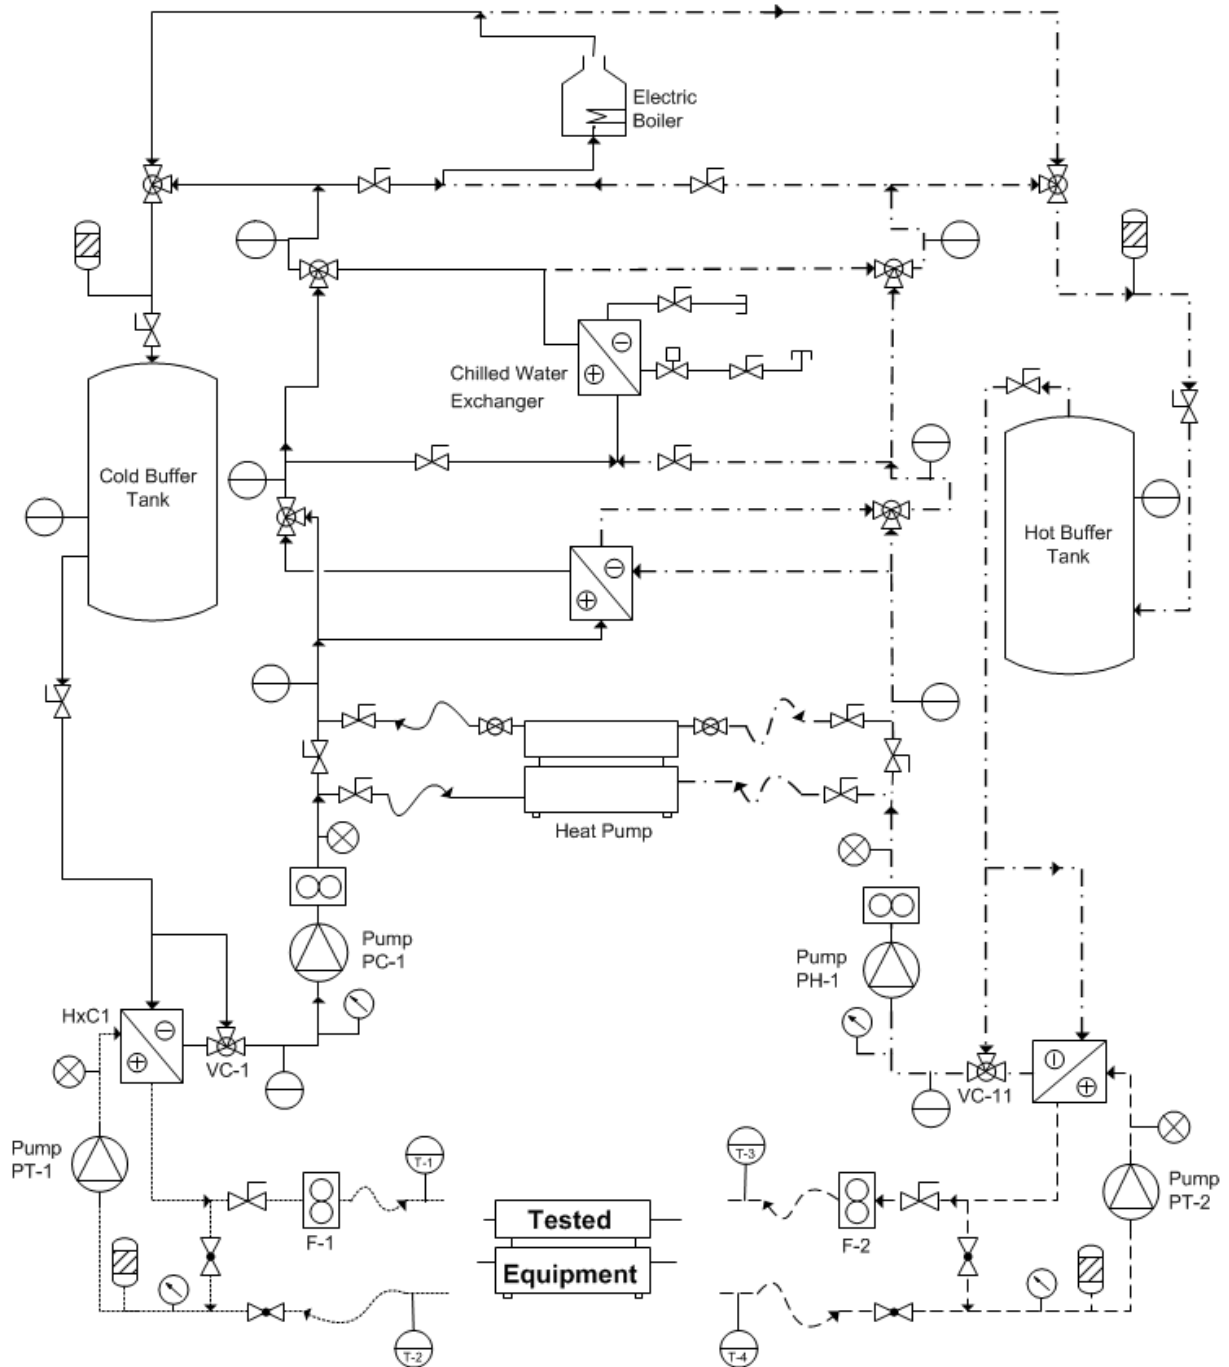 Electric
Boiler
Chilled Water
Exchanger
Cold Buffer
Tank
Hot Buffer
Tank
Heat Pump
Pump
PC-1
Pump
PH-1
HxC1
VC-1
VC-11
Pump
PT-1
T-1
T-3
Pump
PT-2
F-1
Tested
F-2
Equipment
T-2
T-4